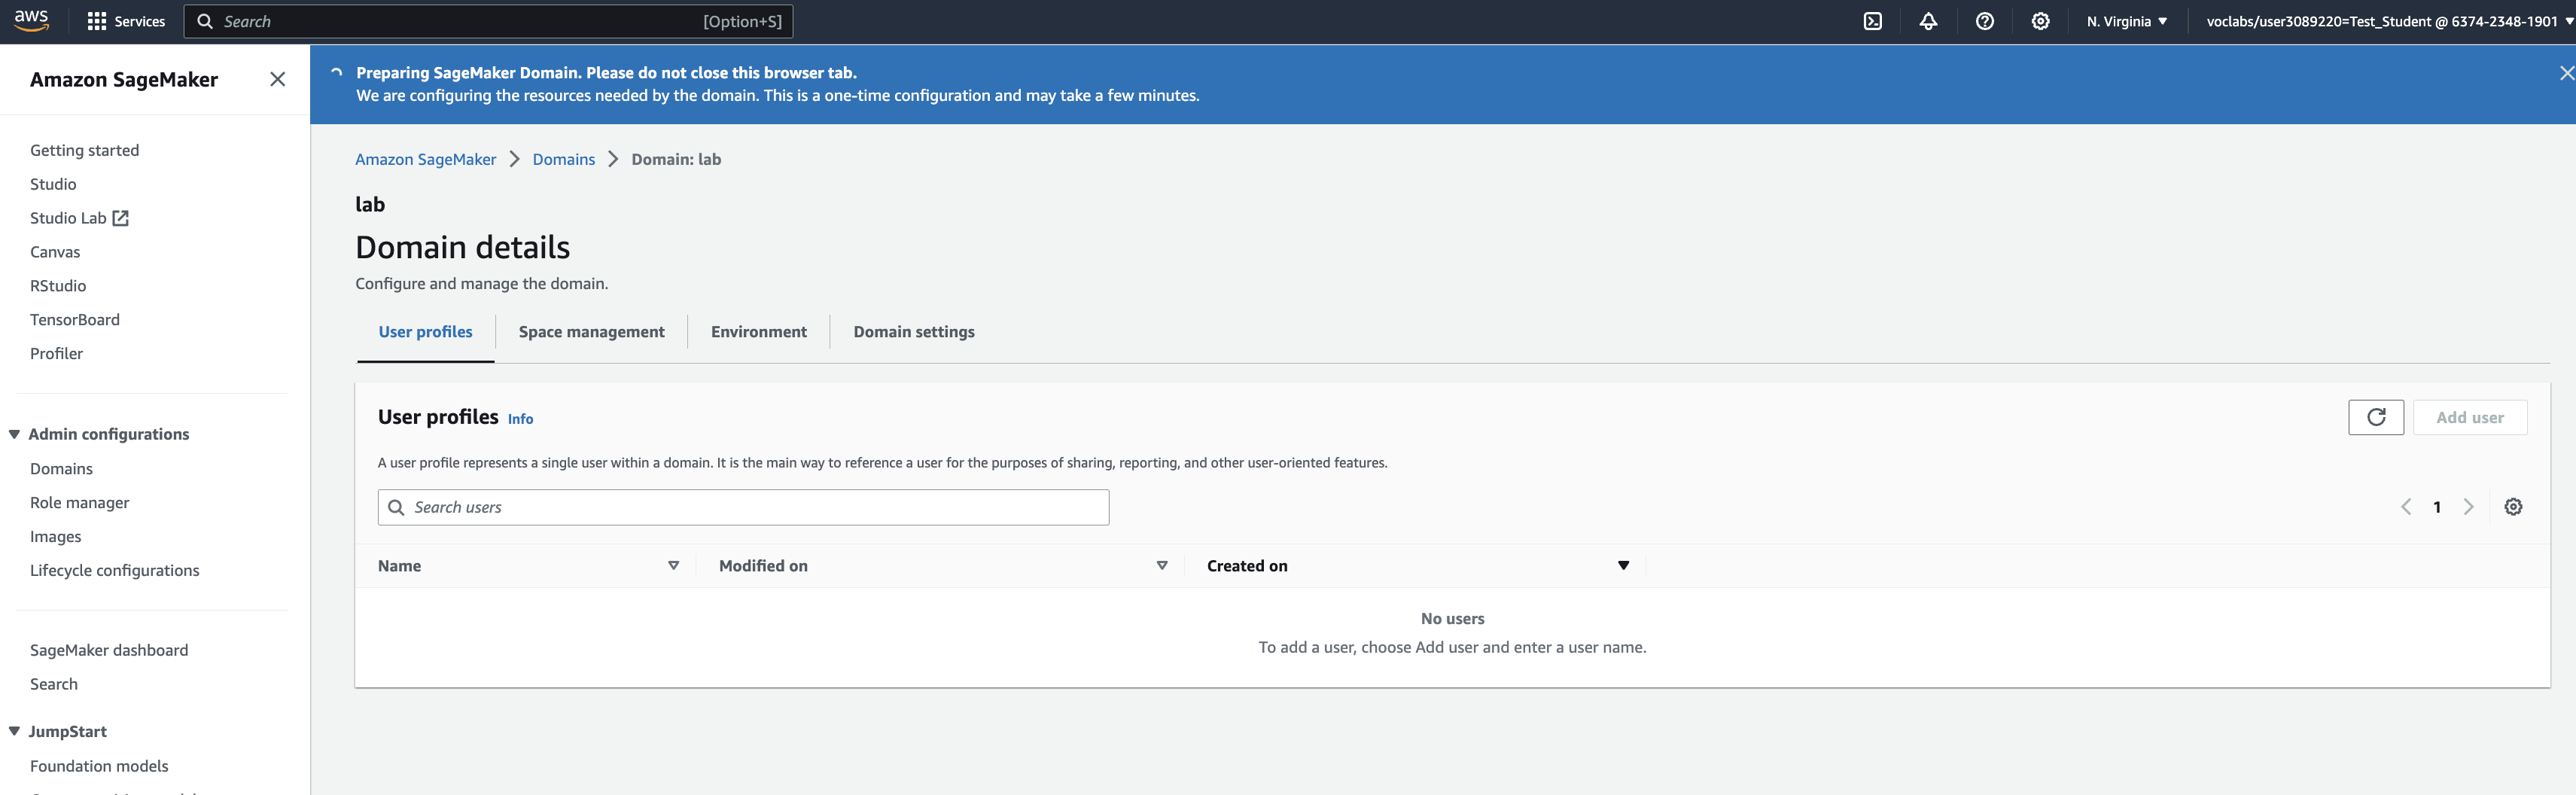 aws
Services
Search [Option+S]
N. Virginia
voclabs/user3089220=Test_Student @ 6374-2348-1901
Amazon SageMaker
Getting started
Studio
Studio Lab
Canvas
RStudio
TensorBoard
Profiler
Admin configurations
Domains
Role manager
Images
Lifecycle configurations
SageMaker dashboard
Search
JumpStart
Foundation models
Preparing SageMaker Domain. Please do not close this browser tab.
We are configuring the resources needed by the domain. This is a one-time configuration and may take a few minutes.
Amazon SageMaker > Domains > Domain: lab
lab
Domain details
Configure and manage the domain.
User profiles Space management Environment Domain settings
User profiles Info
Add user
A user profile represents a single user within a domain. It is the main way to reference a user for the purposes of sharing, reporting, and other user-oriented features.
Search users
1
Name Modified on Created on
No users
To add a user, choose Add user and enter a user name.